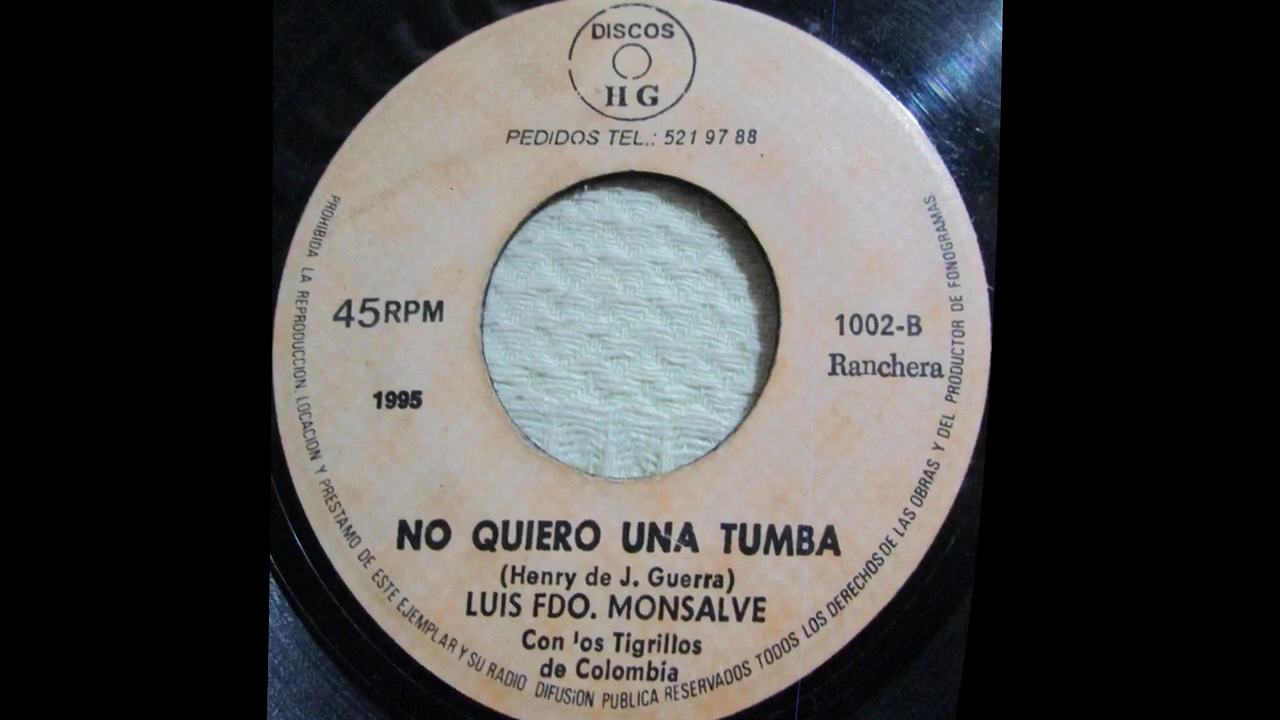 DISCOS
HG
PEDIDOS TEL.: 521 97 88
45 RPM
1995
1002-B
Ranchera
NO QUIERO UNA TUMBA
(Henry de J. Guerra)
LUIS FDO. MONSALVE
Con los Tigrillos
de Colombia
PROHIBIDA LA REPRODUCCION, LOCACION Y PRESTAMO DE ESTE EJEMPLAR Y SU RADIO DIFUSION PUBLICA RESERVADOS TODOS LOS DERECHOS DE LAS OBRAS Y DEL PRODUCTOR DE FONOGRAMAS